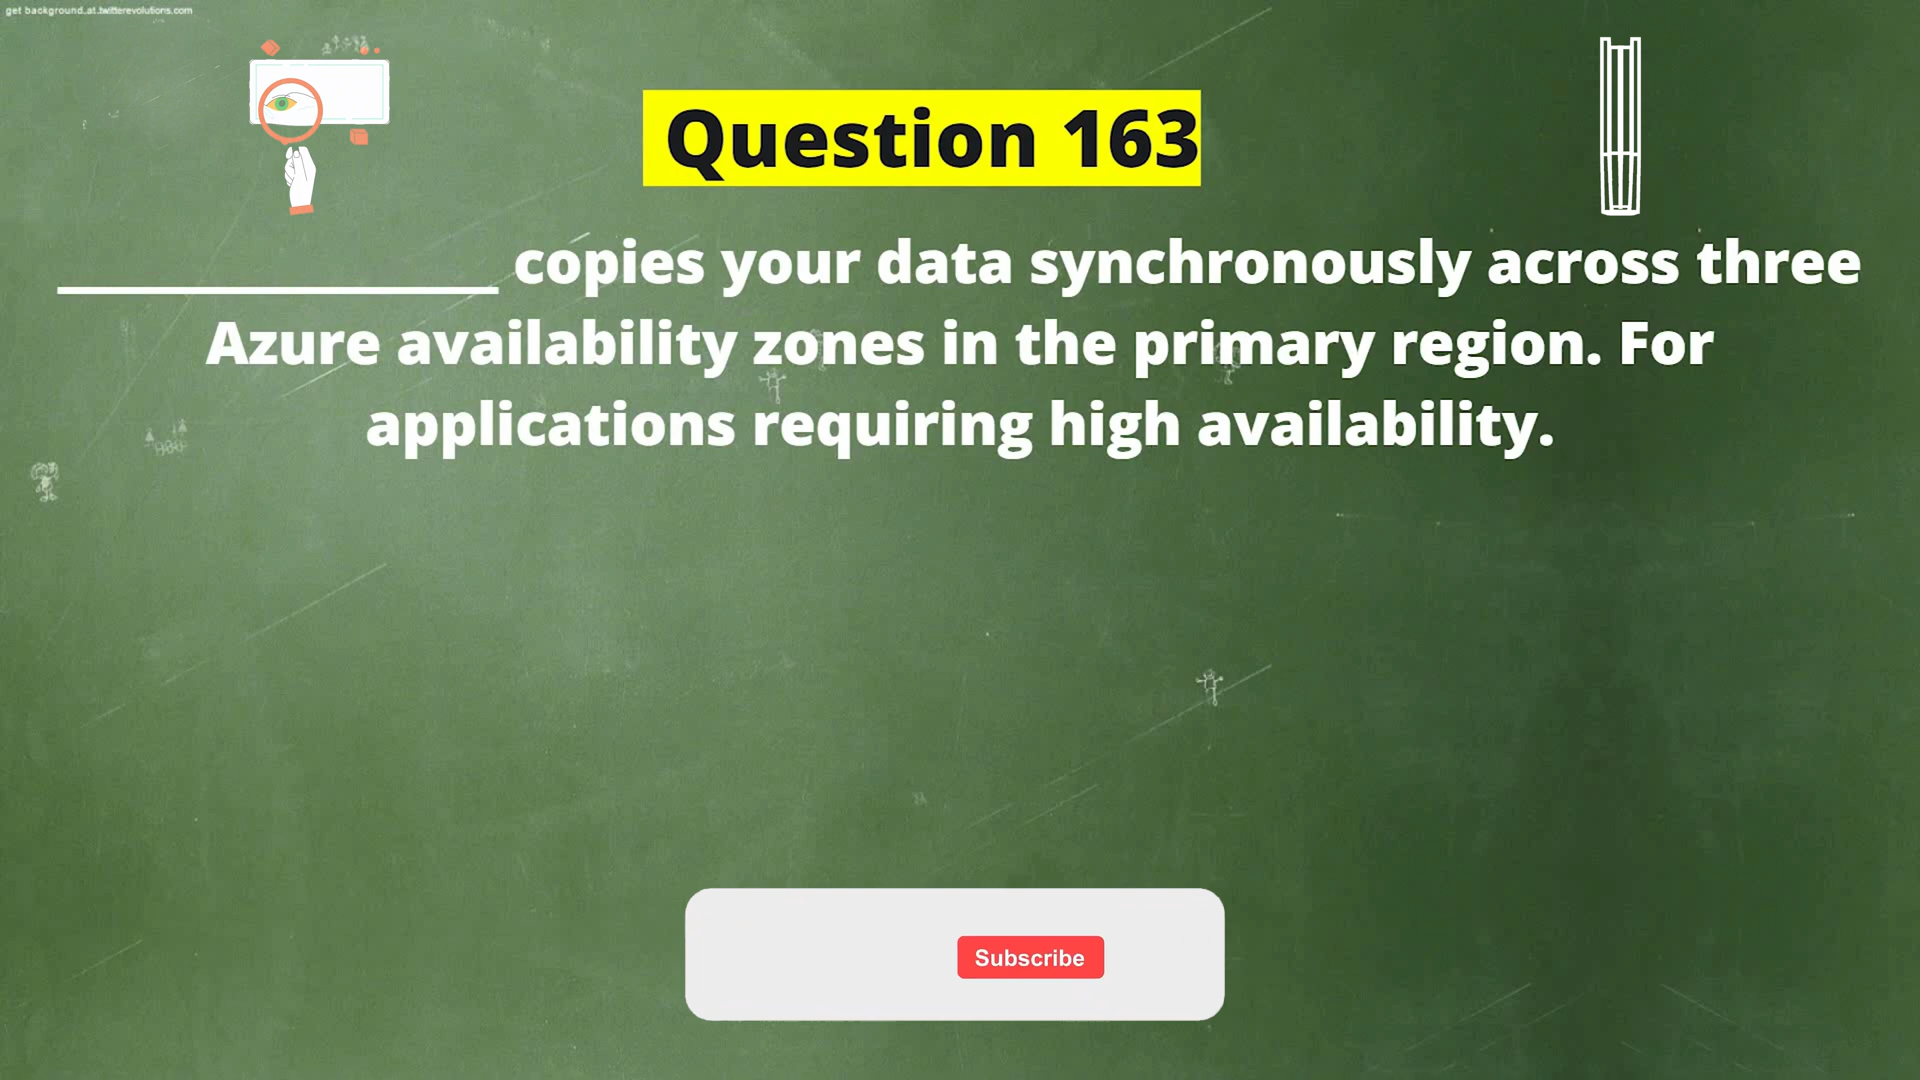 get background at twitterevolutions.com
Question 163
____________ copies your data synchronously across three
Azure availability zones in the primary region. For
applications requiring high availability.
Subscribe